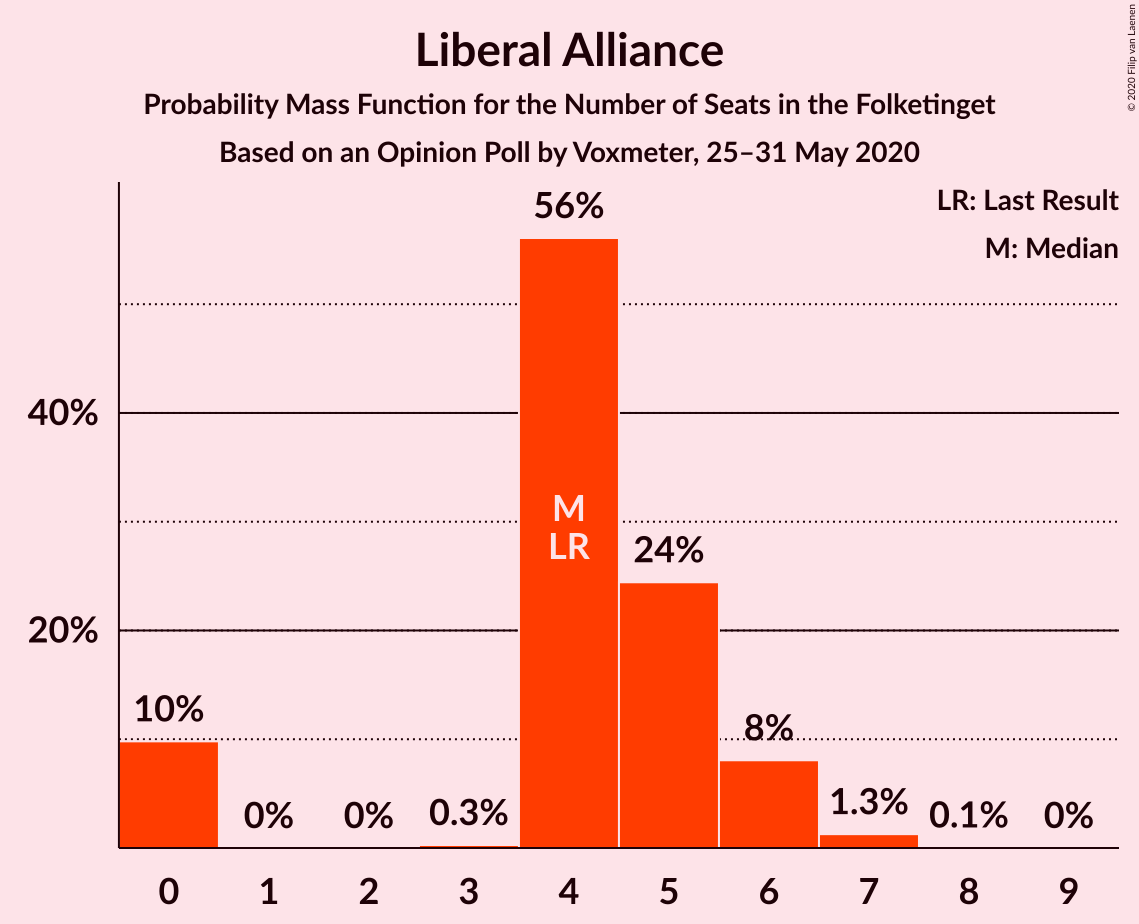 Liberal Alliance
Probability Mass Function for the Number of Seats in the Folketinget
Based on an Opinion Poll by Voxmeter, 25–31 May 2020
© 2020 Filip van Laenen
LR: Last Result
M: Median
56%
40%
M
LR
24%
20%
10%
8%
0%
0%
0.3%
1.3%
0.1%
0%
0 1 2 3 4 5 6 7 8 9